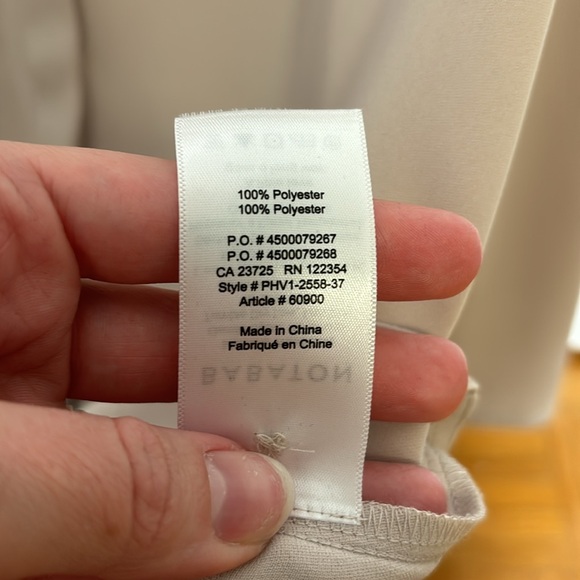 100% Polyester
100% Polyester
P.O. # 4500079267
P.O. # 4500079268
CA 23725 RN 122354
Style # PHV1-2558-37
Article # 60900
Made in China
Fabriqué en Chine
BABATON